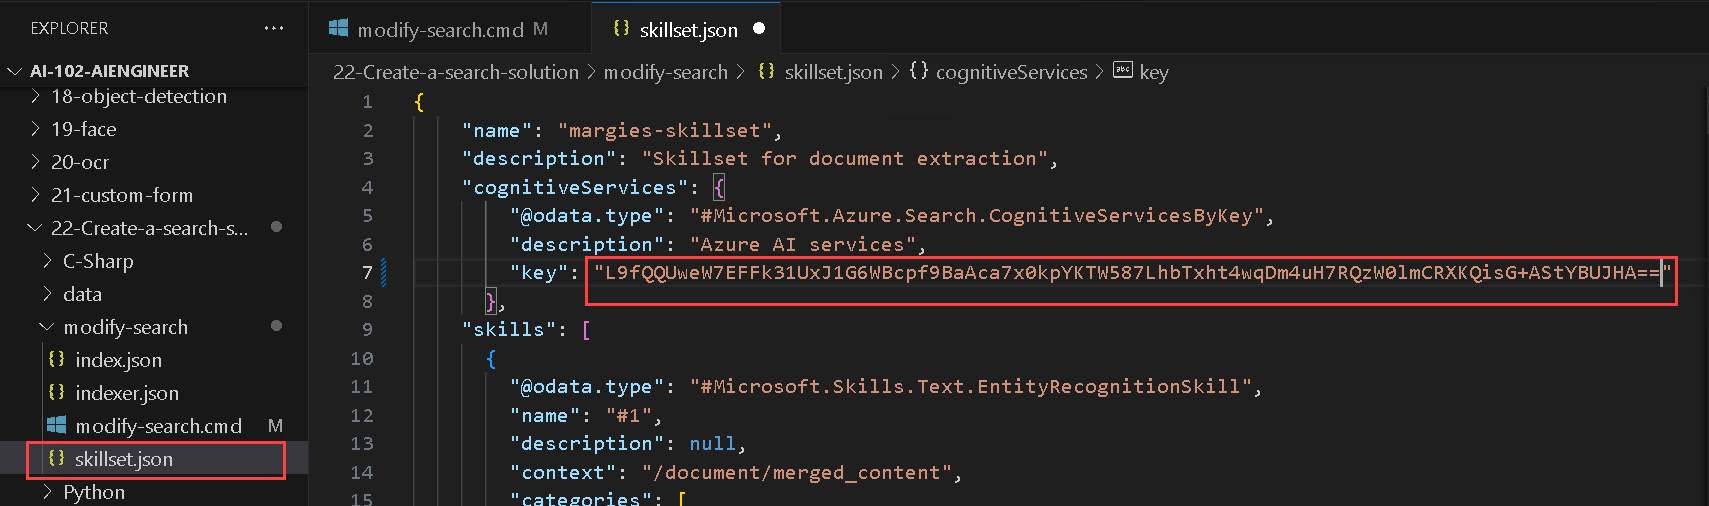 EXPLORER ...
AI-102-AIENGINEER
18-object-detection
19-face
20-ocr
21-custom-form
22-Create-a-search-s...
C-Sharp
data
modify-search
index.json
indexer.json
modify-search.cmd M
skillset.json
Python
modify-search.cmd M
skillset.json
22-Create-a-search-solution > modify-search > {} skillset.json > {} cognitiveServices > abc key
1 {
2 "name": "margies-skillset",
3 "description": "Skillset for document extraction",
4 "cognitiveServices": {
5 "@odata.type": "#Microsoft.Azure.Search.CognitiveServicesByKey",
6 "description": "Azure AI services",
7 "key": "L9fQQUweW7EFFk31UxJ1G6WBcpf9BaAca7x0kpYKTW587LhbTxht4wqDm4uH7RQzW0lmCRXKQisG+AStYBUJHA=="
8 },
9 "skills": [
10 {
11 "@odata.type": "#Microsoft.Skills.Text.EntityRecognitionSkill",
12 "name": "#1",
13 "description": null,
14 "context": "/document/merged_content",
15 "categories": [